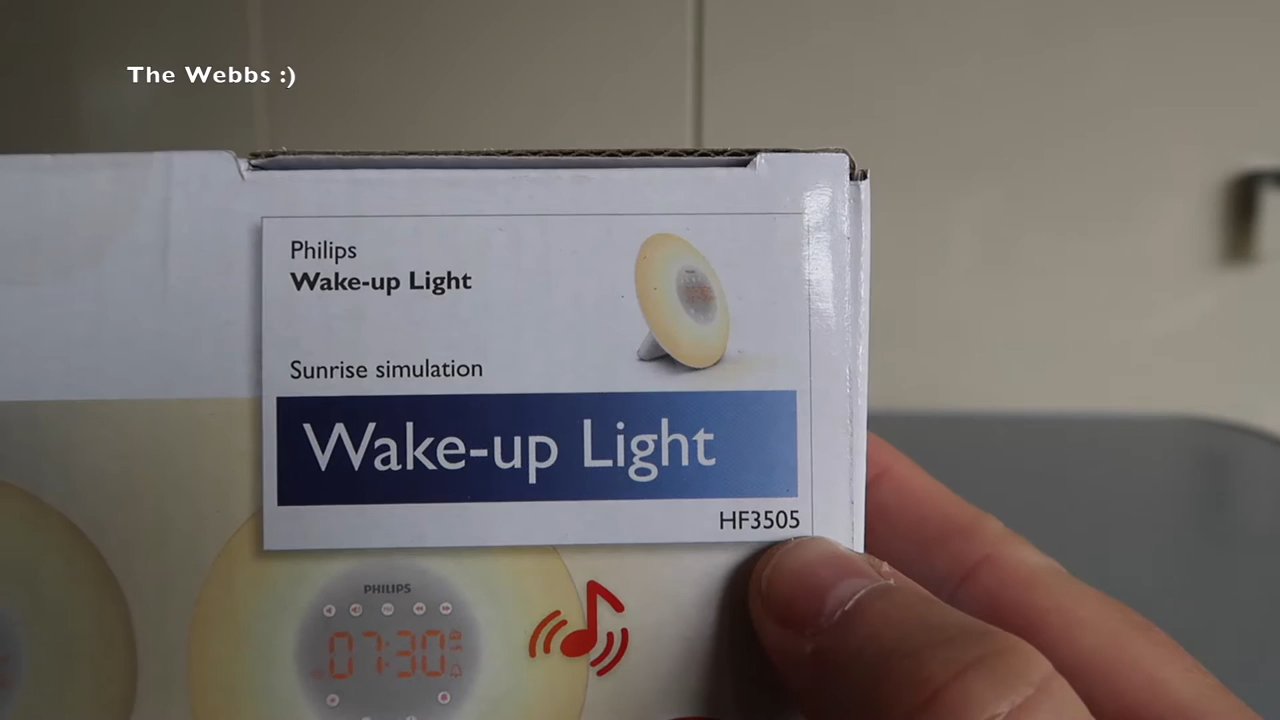 The Webbs :)
Philips
Wake-up Light
Sunrise simulation
Wake-up Light
HF3505
PHILIPS
07:30